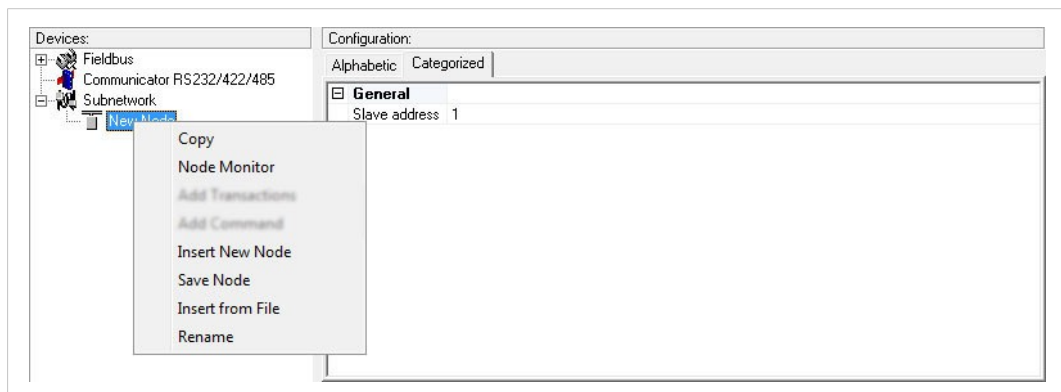 Devices:
Configuration:
Fieldbus
Communicator RS232/422/485
Subnetwork
New Node
Alphabetic Categorized
General
Slave address 1
Copy
Node Monitor
Add Transactions
Add Command
Insert New Node
Save Node
Insert from File
Rename